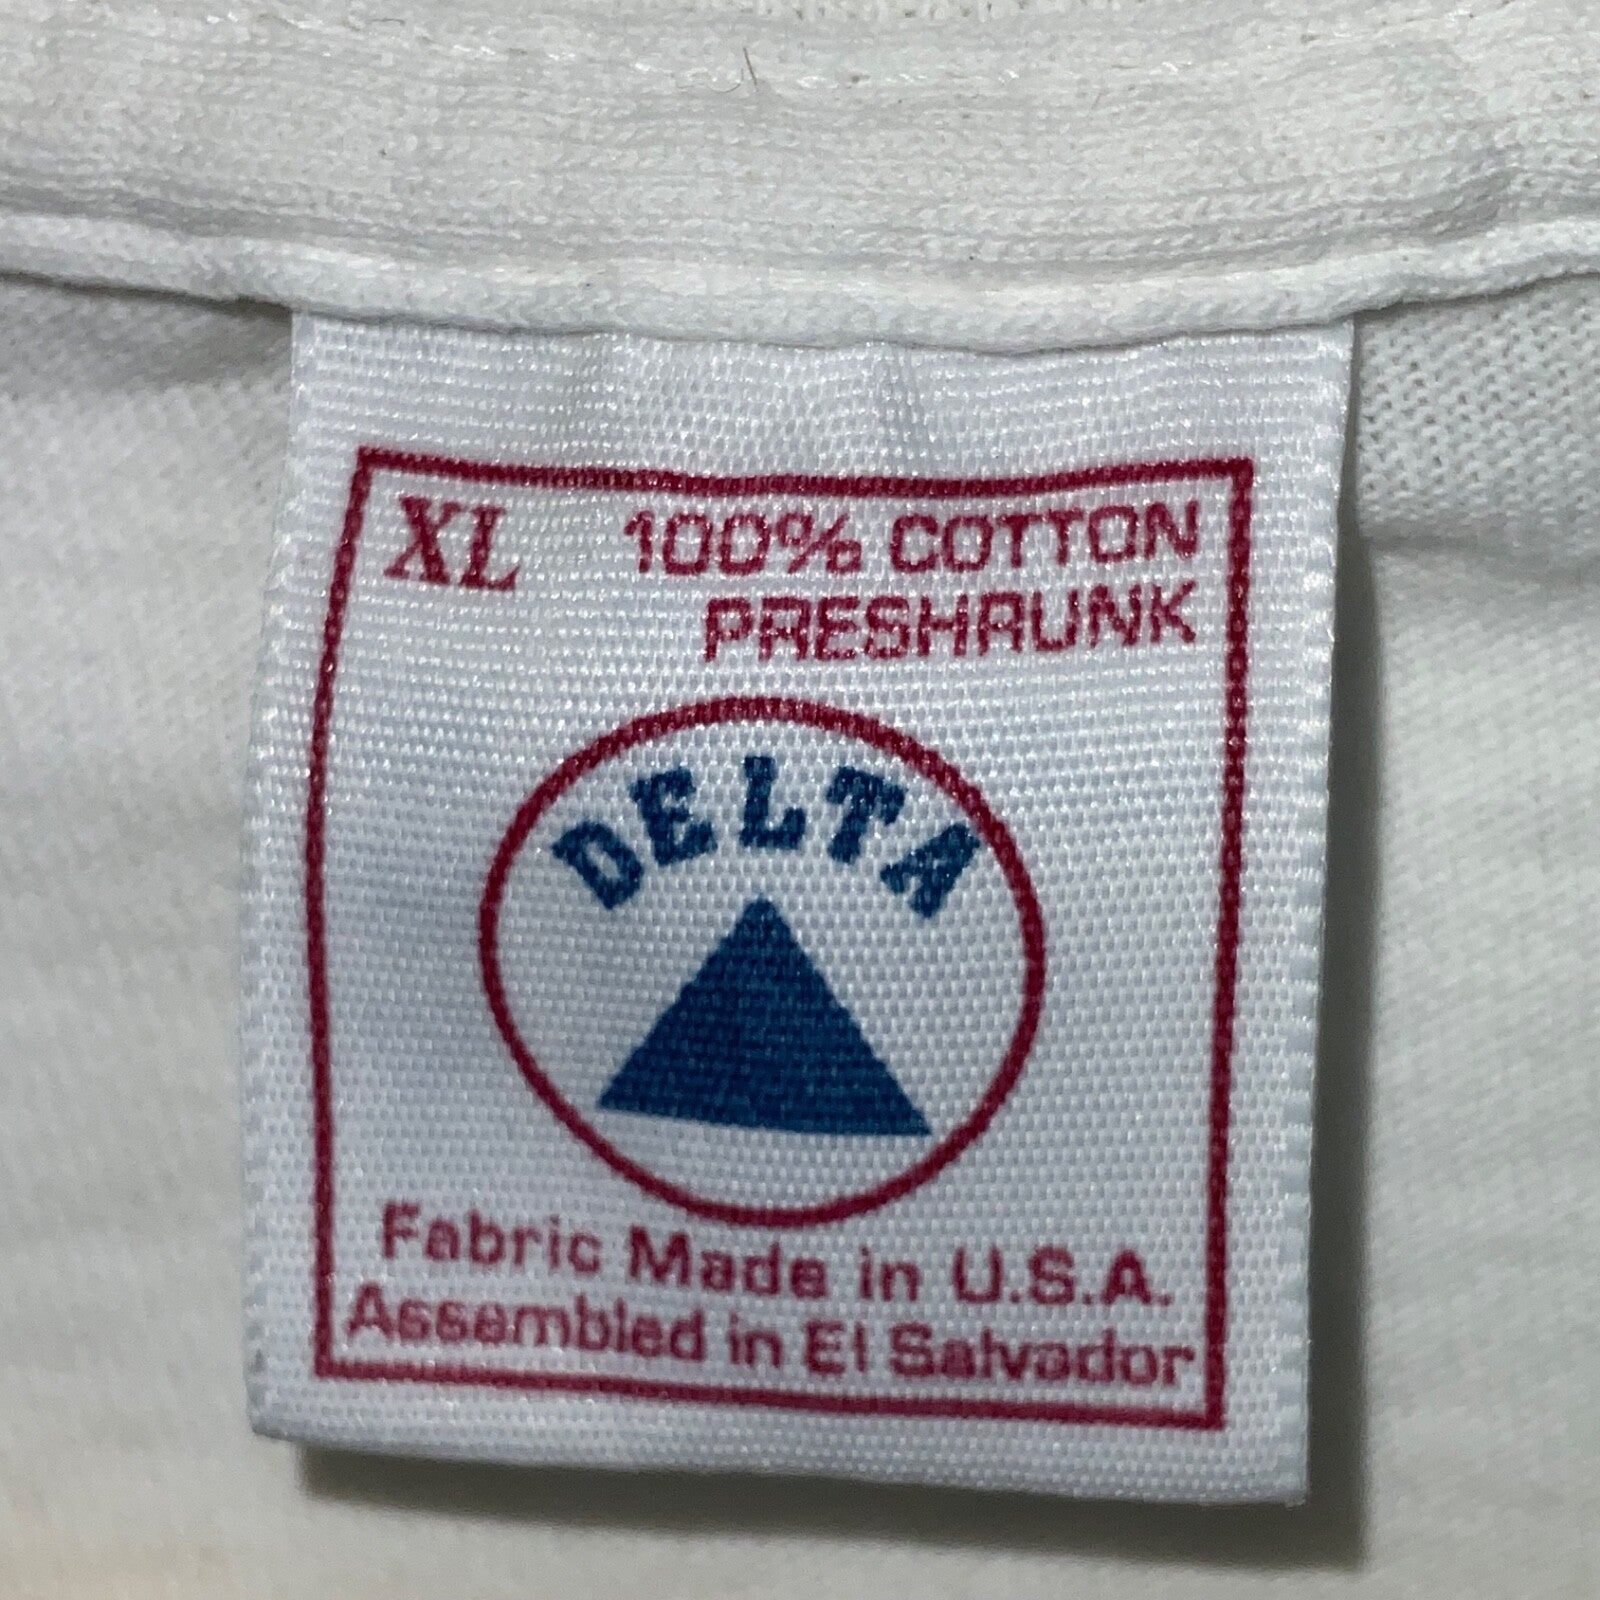 XL 100% COTTON
PRESHRUNK
DELTA
Fabric Made in U.S.A.
Assembled in El Salvador